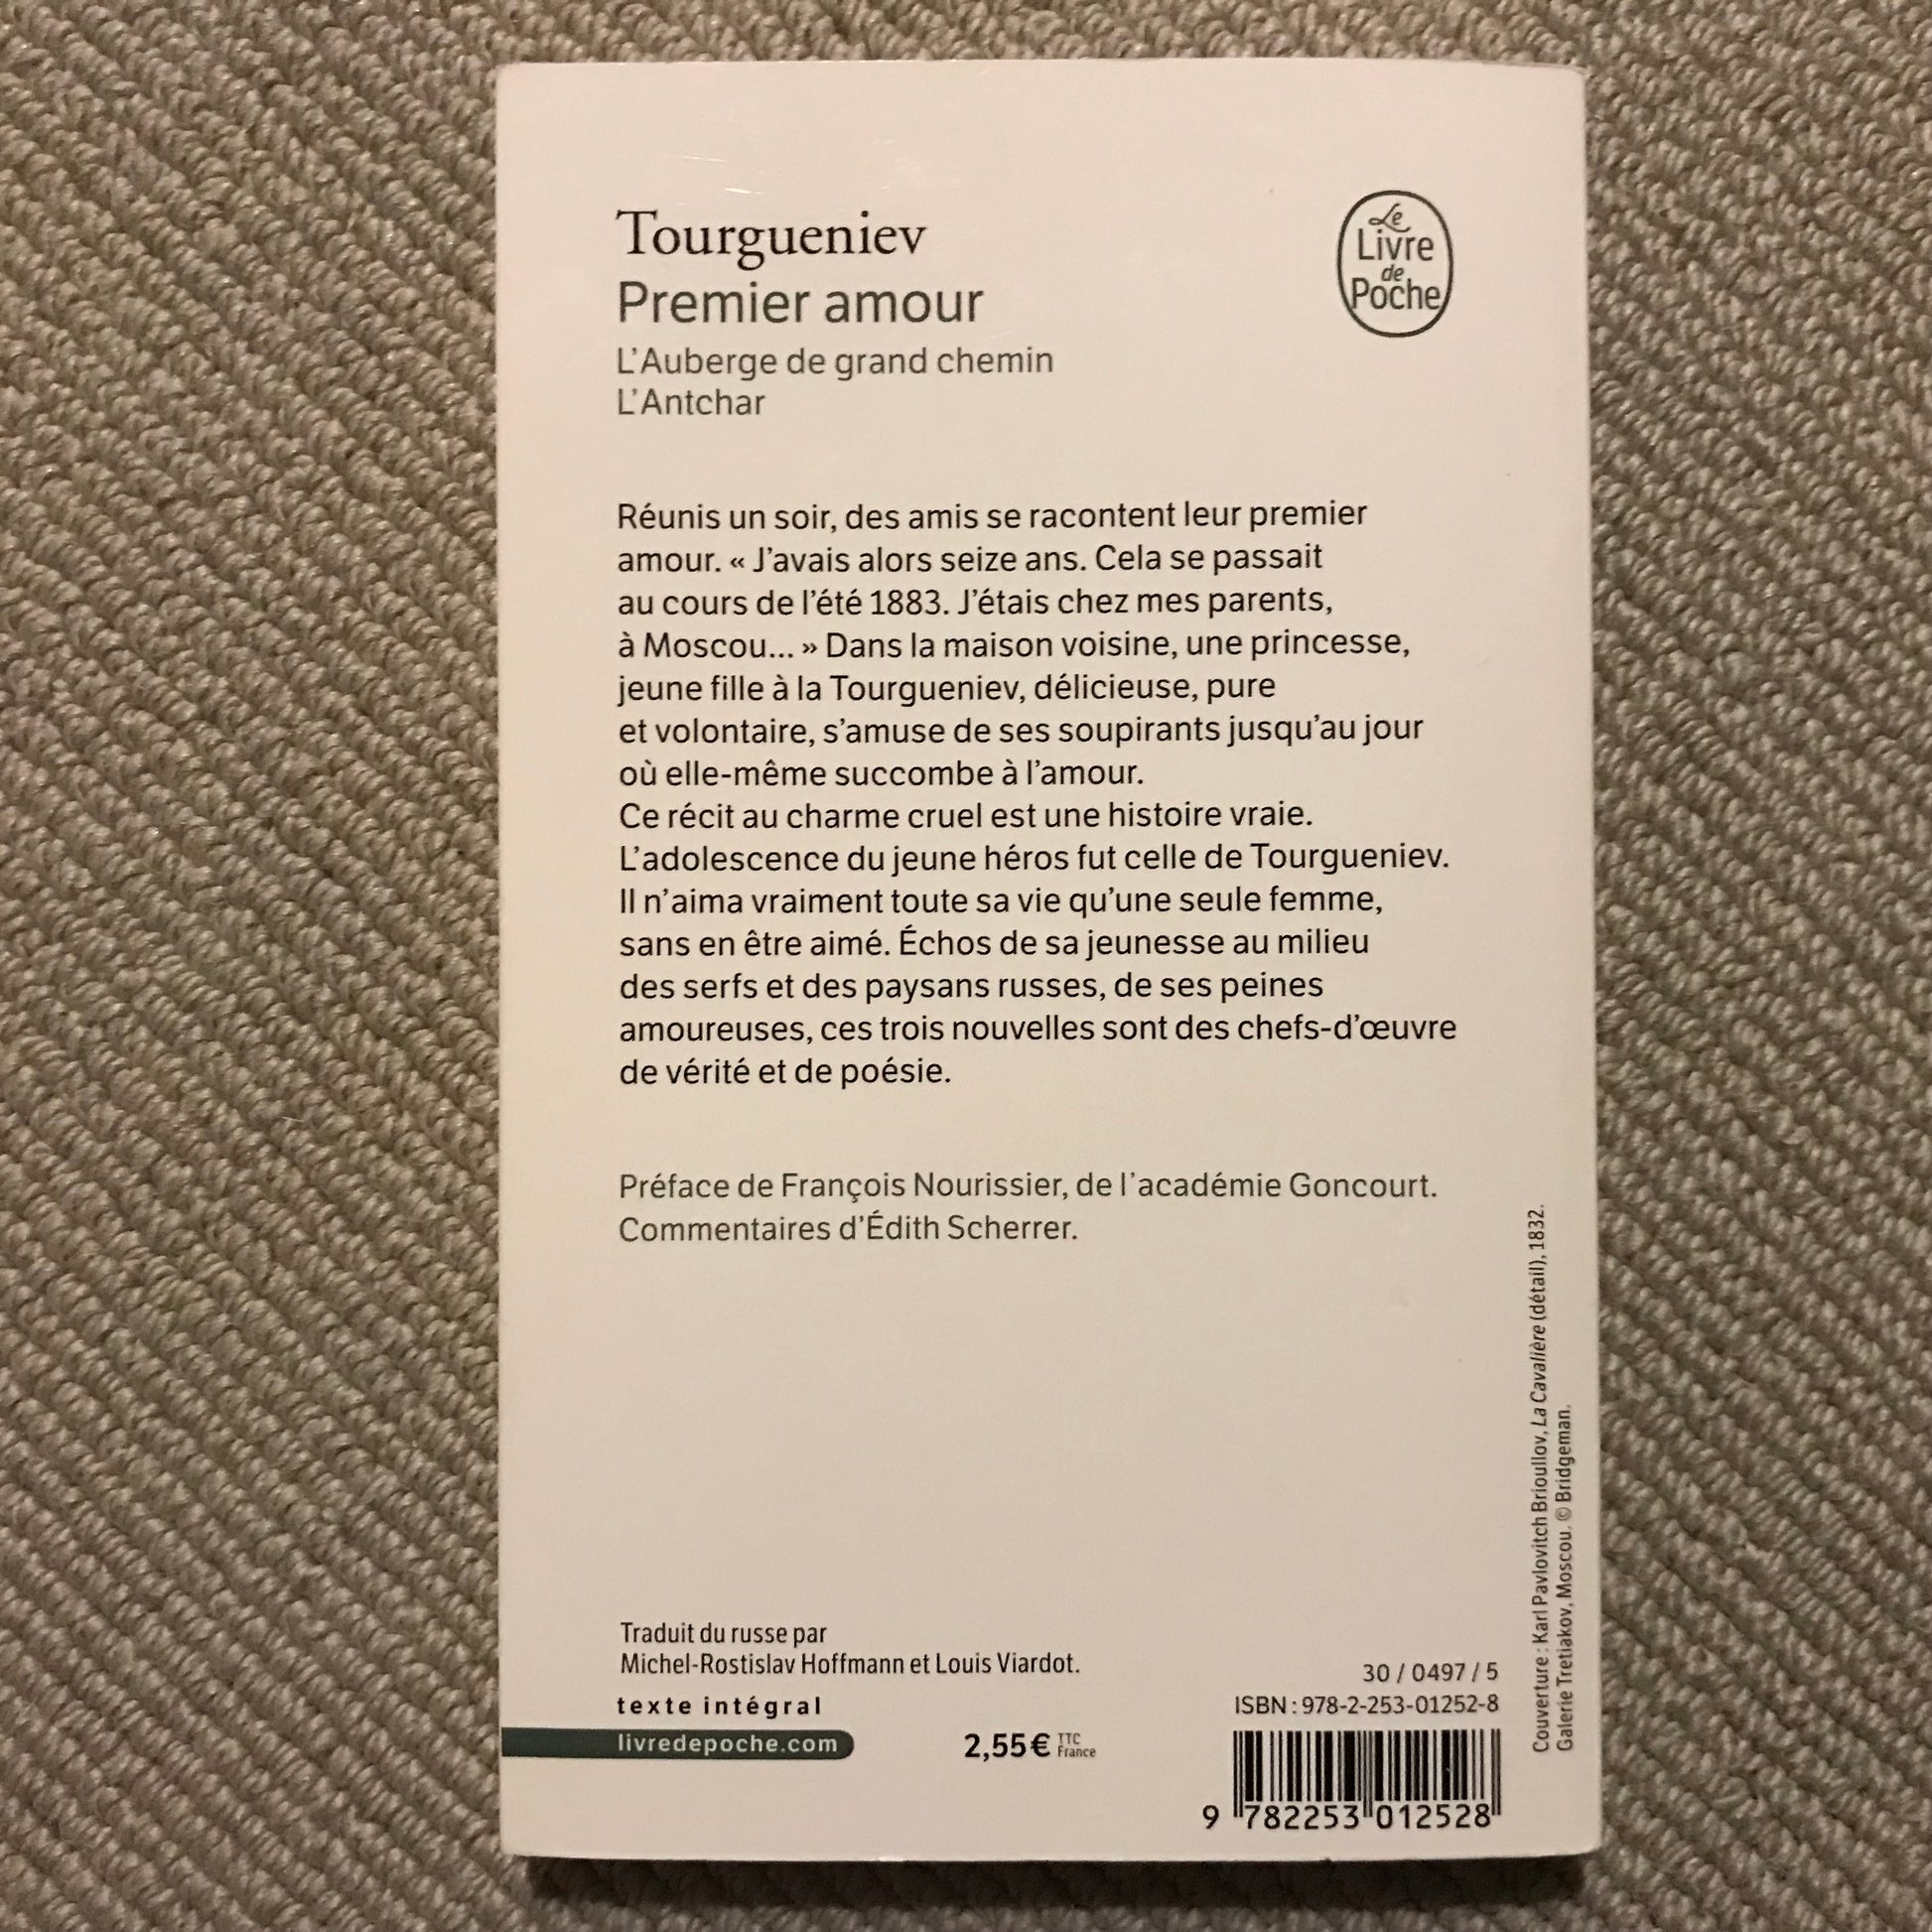 Tourgueniev
Premier amour
L'Auberge de grand chemin
L'Antchar
Le
Livre
de
Poche
Réunis un soir, des amis se racontent leur premier
amour. « J'avais alors seize ans. Cela se passait
au cours de l'été 1883. J'étais chez mes parents,
à Moscou... » Dans la maison voisine, une princesse,
jeune fille à la Tourgueniev, délicieuse, pure
et volontaire, s'amuse de ses soupirants jusqu'au jour
où elle-même succombe à l'amour.
Ce récit au charme cruel est une histoire vraie.
L'adolescence du jeune héros fut celle de Tourgueniev.
Il n'aima vraiment toute sa vie qu'une seule femme,
sans en être aimé. Échos de sa jeunesse au milieu
des serfs et des paysans russes, de ses peines
amoureuses, ces trois nouvelles sont des chefs-d'œuvre
de vérité et de poésie.
Préface de François Nourissier, de l'académie Goncourt.
Commentaires d'Édith Scherrer.
Traduit du russe par
Michel-Rostislav Hoffmann et Louis Viardot.
texte intégral
livredepoche.com
2,55 € TTC
France
30 / 0497 / 5
ISBN : 978-2-253-01252-8
9 782253 012528
Couverture : Karl Pavlovitch Brioullov, La Cavalière (détail), 1832.
Galerie Tretiakov, Moscou. © Bridgeman.